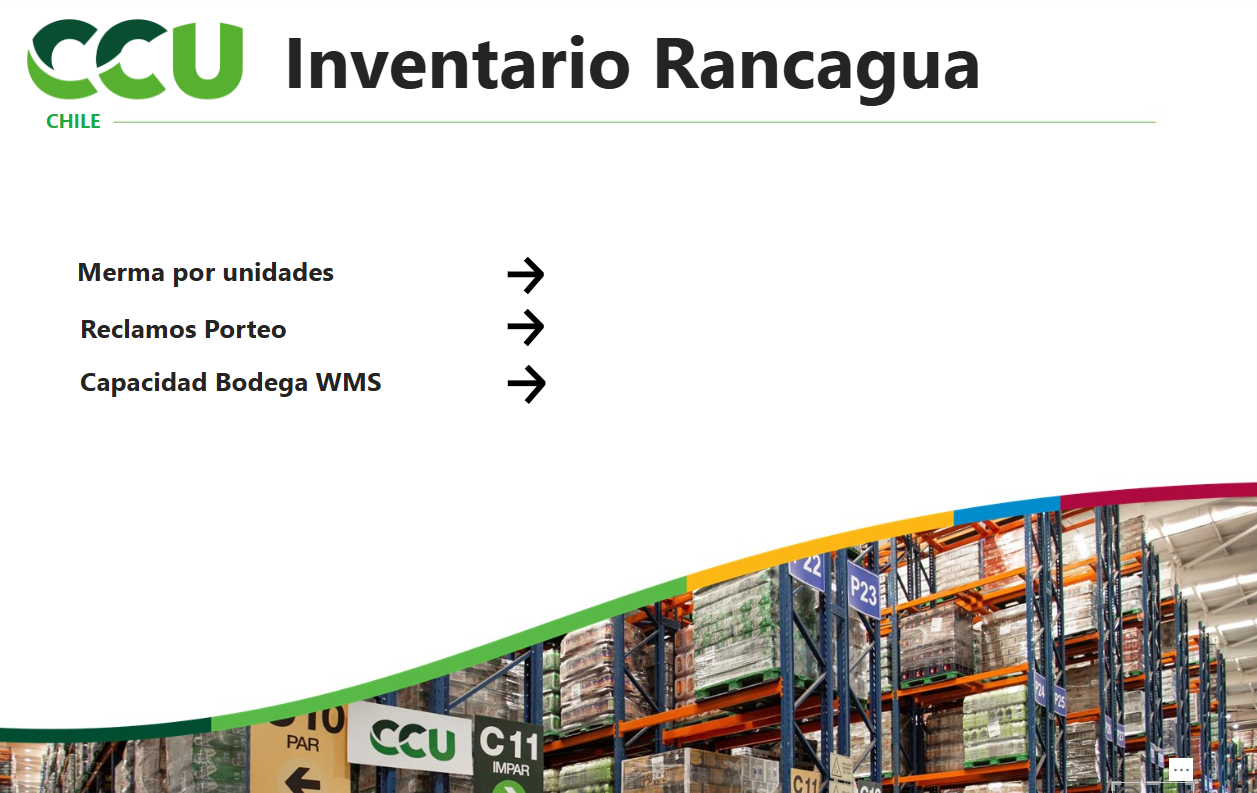 CCU
Inventario Rancagua
CHILE
Merma por unidades
Reclamos Porteo
Capacidad Bodega WMS
22
P23
P24
P25
C10
PAR
CCU
C11
IMPAR
C11